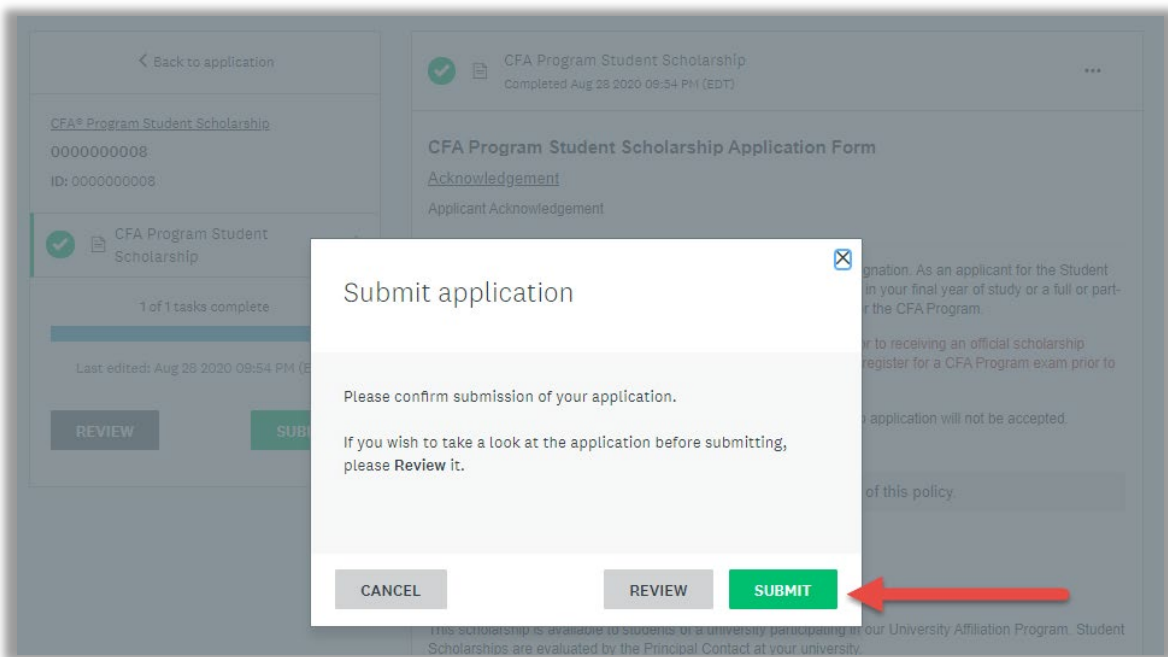 Back to application
CFA® Program Student Scholarship
0000000008
ID: 0000000008
CFA Program Student
Scholarship
1 of 1 tasks complete
Last edited: Aug 28 2020 09:54 PM (E
REVIEW
SUB
CFA Program Student Scholarship
Completed Aug 28 2020 09:54 PM (EDT)
CFA Program Student Scholarship Application Form
Acknowledgement
Applicant Acknowledgement
gnation. As an applicant for the Student
in your final year of study or a full or part-
r the CFA Program.
or to receiving an official scholarship
register for a CFA Program exam prior to
application will not be accepted.
of this policy.
Submit application
Please confirm submission of your application.
If you wish to take a look at the application before submitting,
please Review it.
CANCEL
REVIEW
SUBMIT
This scholarship is available to students of a university participating in our University Affiliation Program. Student
Scholarships are evaluated by the Principal Contact at your university.